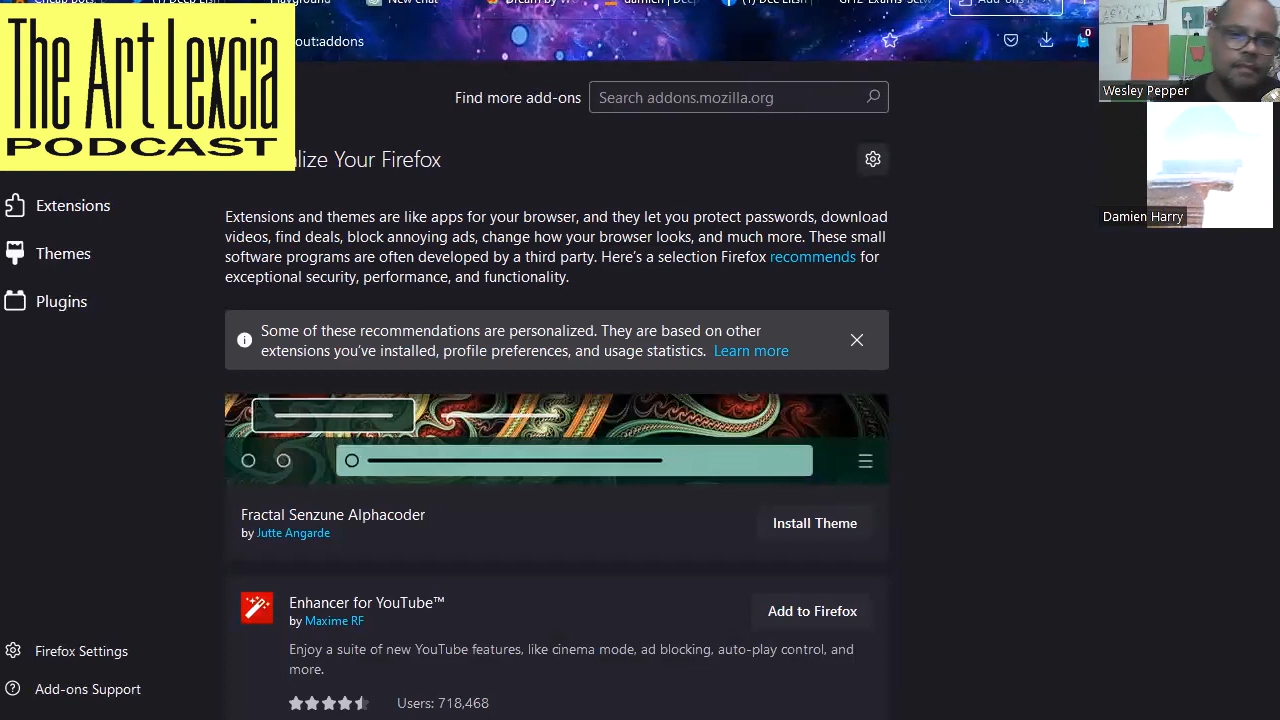 The Art Lexcia
PODCAST
New chat
out:addons
0
Wesley Pepper
Damien Harry
Find more add-ons
Search addons.mozilla.org
lize Your Firefox
Extensions
Themes
Plugins
Extensions and themes are like apps for your browser, and they let you protect passwords, download
videos, find deals, block annoying ads, change how your browser looks, and much more. These small
software programs are often developed by a third party. Here's a selection Firefox recommends for
exceptional security, performance, and functionality.
Some of these recommendations are personalized. They are based on other
extensions you've installed, profile preferences, and usage statistics. Learn more
Fractal Senzune Alphacoder
by Jutte Angarde
Install Theme
Enhancer for YouTube™
by Maxime RF
Add to Firefox
Enjoy a suite of new YouTube features, like cinema mode, ad blocking, auto-play control, and
more.
Users: 718,468
Firefox Settings
Add-ons Support